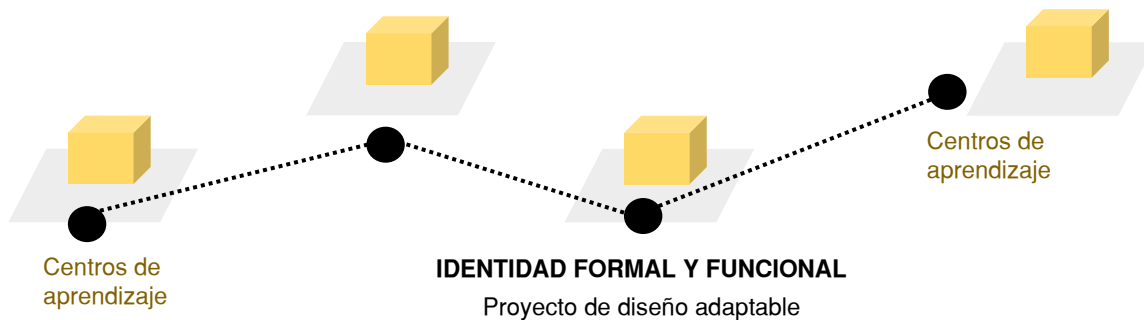 Centros de
aprendizaje
Centros de
aprendizaje
IDENTIDAD FORMAL Y FUNCIONAL
Proyecto de diseño adaptable